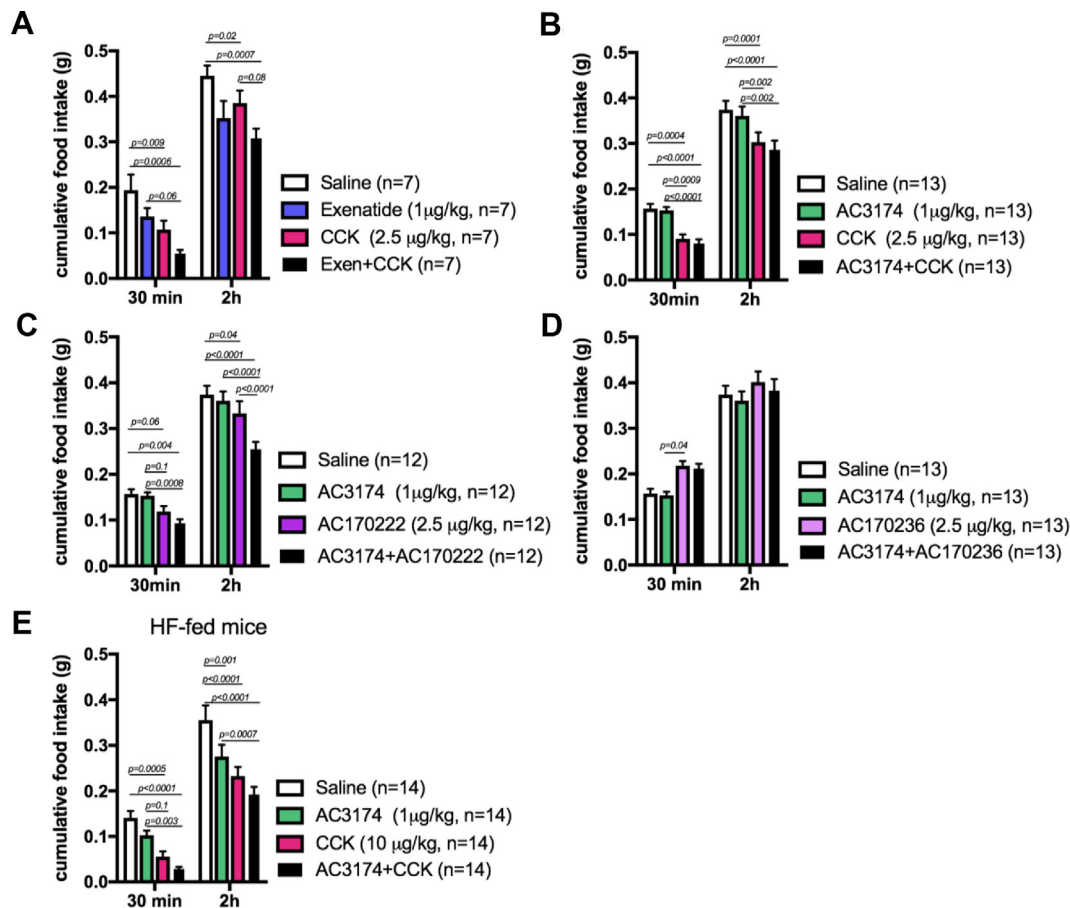 A
cumulative food intake (g)
0.5
0.4
0.3
0.2
0.1
0.0
p=0.009
p=0.0006
p=0.06
p=0.02
p=0.0007
p=0.08
30 min
2h
Saline (n=7)
Exenatide (1μg/kg, n=7)
CCK (2.5 μg/kg, n=7)
Exen+CCK (n=7)
B
cumulative food intake (g)
0.5
0.4
0.3
0.2
0.1
0.0
p=0.0004
p<0.0001
p=0.0009
p<0.0001
p=0.0001
p<0.0001
p=0.002
p=0.002
30min
2h
Saline (n=13)
AC3174 (1μg/kg, n=13)
CCK (2.5 μg/kg, n=13)
AC3174+CCK (n=13)
C
cumulative food intake (g)
0.5
0.4
0.3
0.2
0.1
0.0
p=0.06
p=0.004
p=0.1
p=0.0008
p=0.04
p<0.0001
p<0.0001
p<0.0001
30min
2h
Saline (n=12)
AC3174 (1μg/kg, n=12)
AC170222 (2.5 μg/kg, n=12)
AC3174+AC170222 (n=12)
D
cumulative food intake (g)
0.5
0.4
0.3
0.2
0.1
0.0
p=0.04
30 min
2h
Saline (n=13)
AC3174 (1μg/kg, n=13)
AC170236 (2.5 μg/kg, n=13)
AC3174+AC170236 (n=13)
E
HF-fed mice
cumulative food intake (g)
0.5
0.4
0.3
0.2
0.1
0.0
p=0.0005
p<0.0001
p=0.1
p=0.003
p=0.001
p<0.0001
p<0.0001
p=0.0007
30 min
2h
Saline (n=14)
AC3174 (1μg/kg, n=14)
CCK (10 μg/kg, n=14)
AC3174+CCK (n=14)